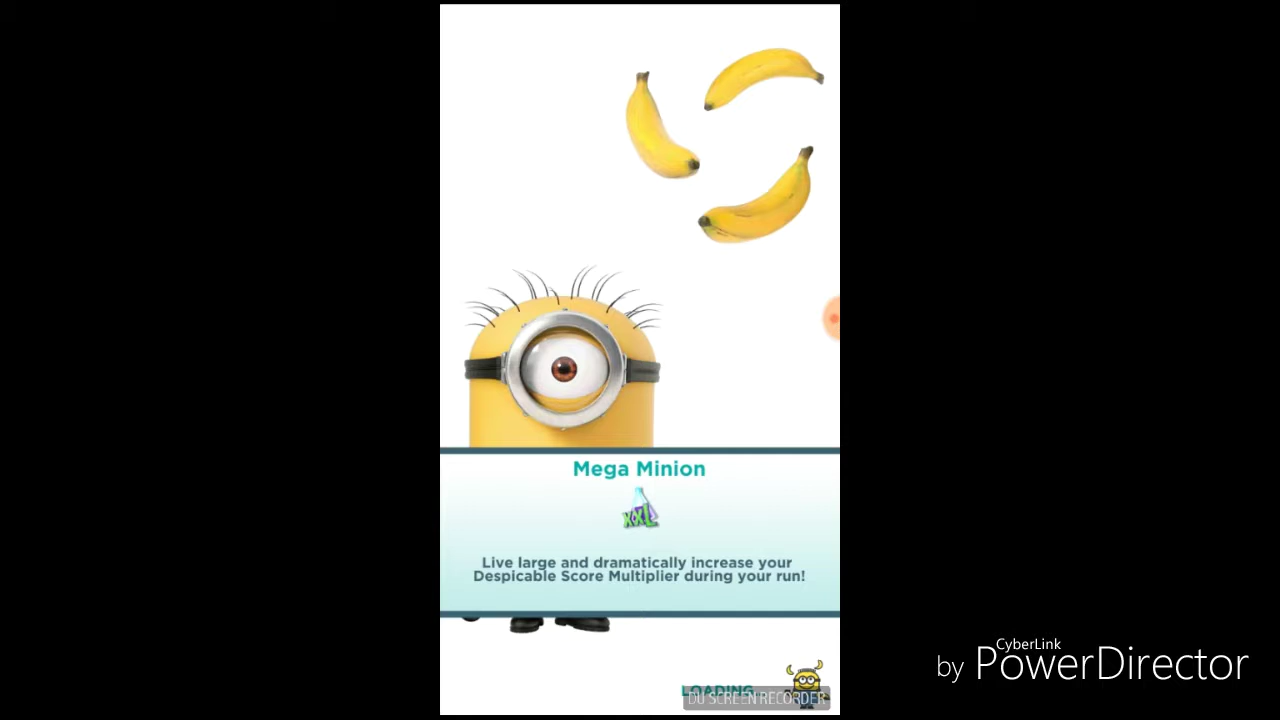 Mega Minion
XXL
Live large and dramatically increase your
Despicable Score Multiplier during your run!
LOADING...
DU SCREEN RECORDER
CyberLink
by PowerDirector